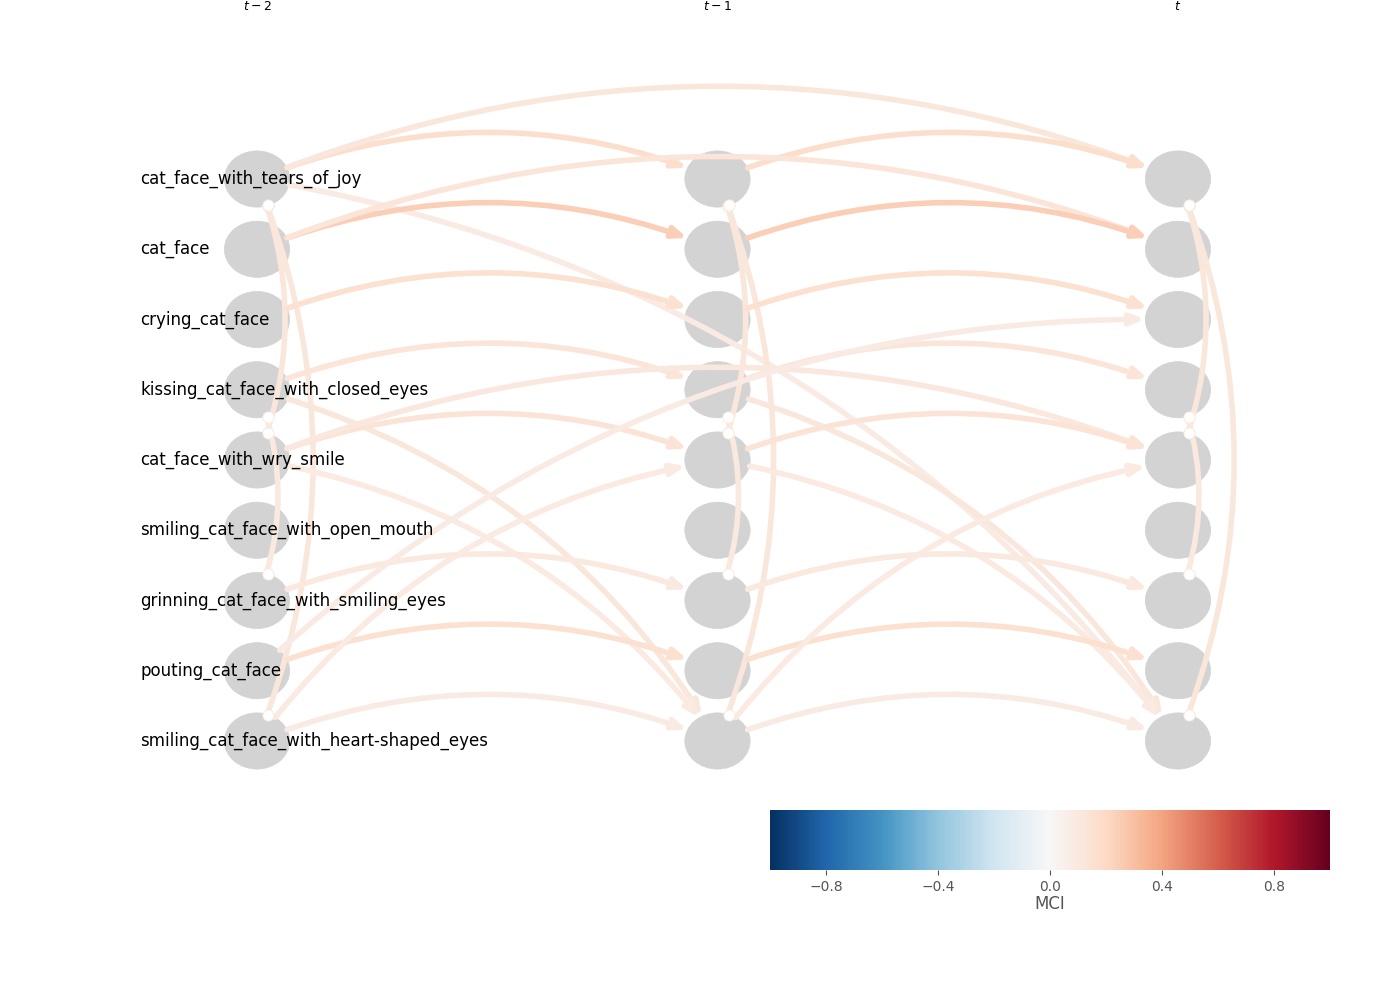 t − 2 t − 1 t
cat_face_with_tears_of_joy
cat_face
crying_cat_face
kissing_cat_face_with_closed_eyes
cat_face_with_wry_smile
smiling_cat_face_with_open_mouth
grinning_cat_face_with_smiling_eyes
pouting_cat_face
smiling_cat_face_with_heart-shaped_eyes
−0.8 −0.4 0.0 0.4 0.8
MCI